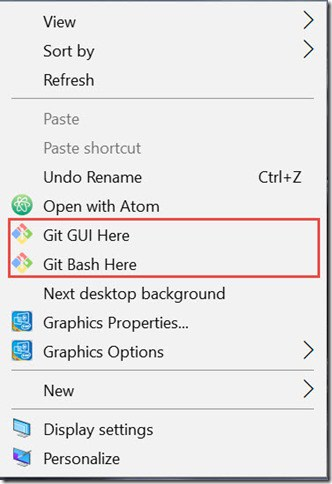 View
Sort by
Refresh
Paste
Paste shortcut
Undo Rename Ctrl+Z
Open with Atom
Git GUI Here
Git Bash Here
Next desktop background
Graphics Properties...
Graphics Options
New
Display settings
Personalize